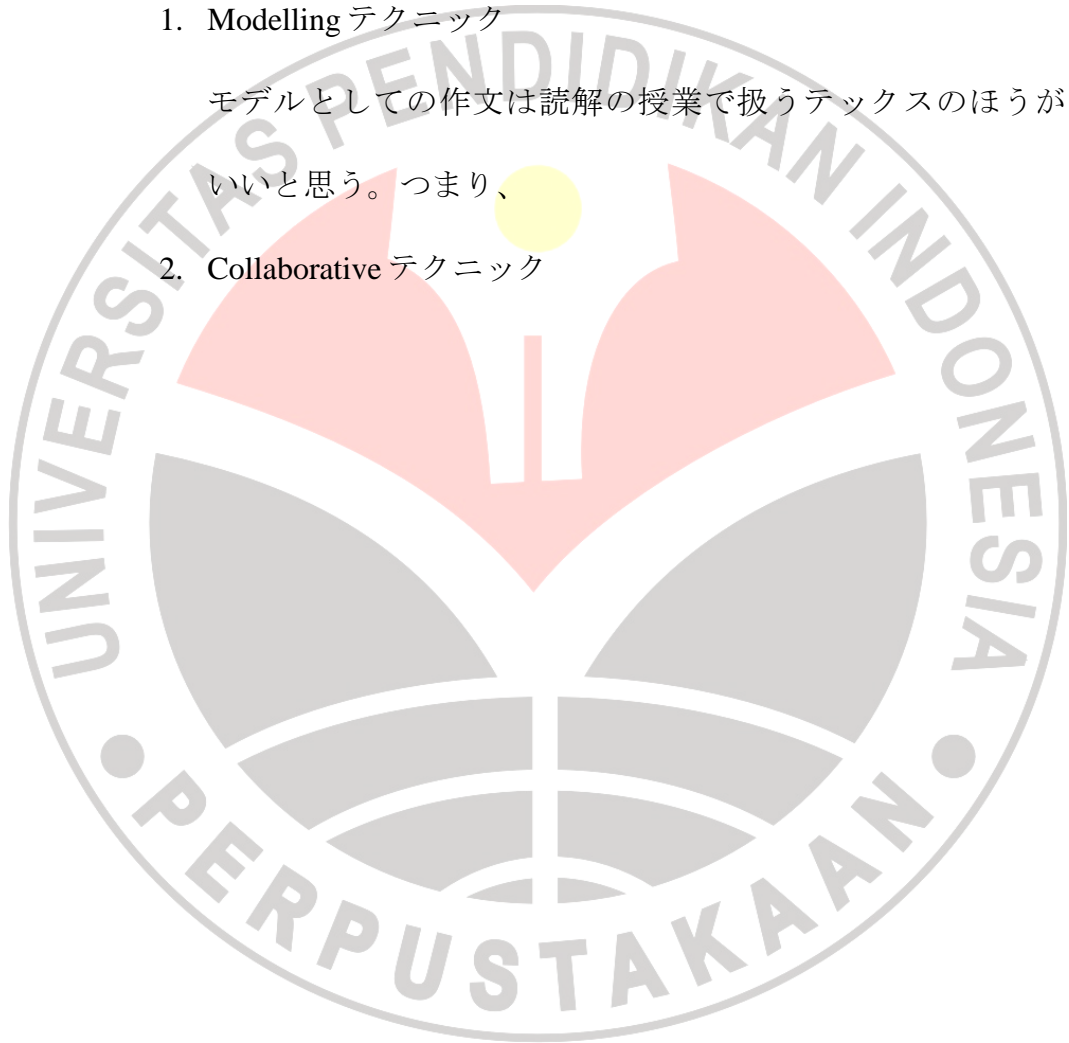 1. Modelling テクニック
モデルとしての作文は読解の授業で扱うテックスのほうが
いいと思う。つまり、
2. Collaborative テクニック
UNIVERSITAS PENDIDIKAN INDONESIA
PERPUSTAKAAN